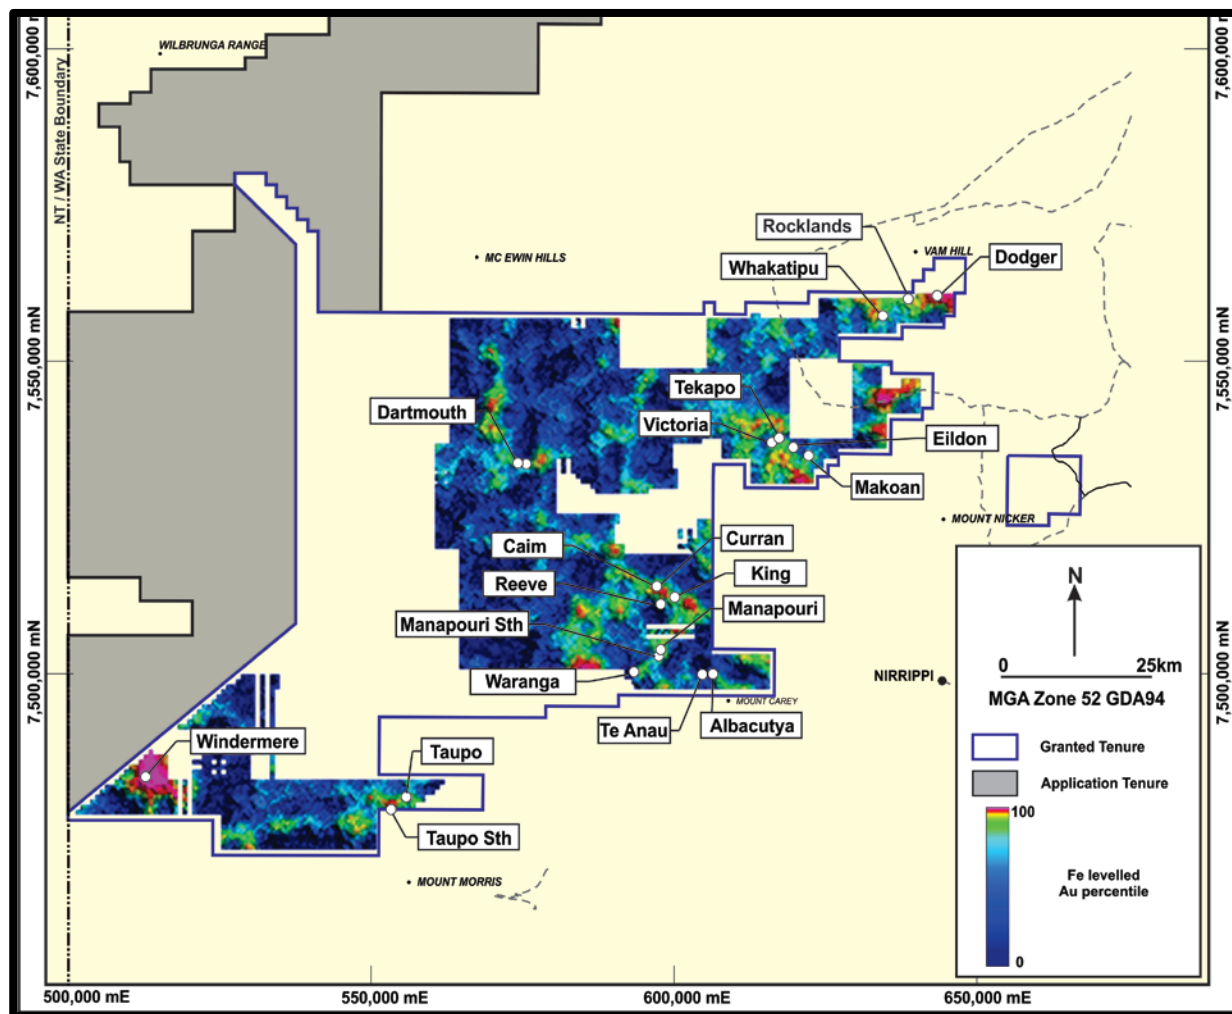 WILBRUNGA RANGE
7,600,000 m
7,600,000 m
NT / WA State Boundary
Rocklands
VAM HILL
MC EWIN HILLS
Whakatipu
Dodger
7,550,000 mN
7,550,000 mN
Tekapo
Dartmouth
Victoria
Eildon
Makoan
MOUNT NICKER
Curran
Caim
King
Reeve
Manapouri
Manapouri Sth
Waranga
NIRRIPPI
MOUNT CAREY
Te Anau
Albacutya
7,500,000 mN
7,500,000 mN
Windermere
Taupo
Taupo Sth
MOUNT MORRIS
N
0 25km
MGA Zone 52 GDA94
Granted Tenure
Application Tenure
100
Fe levelled
Au percentile
0
500,000 mE 550,000 mE 600,000 mE 650,000 mE